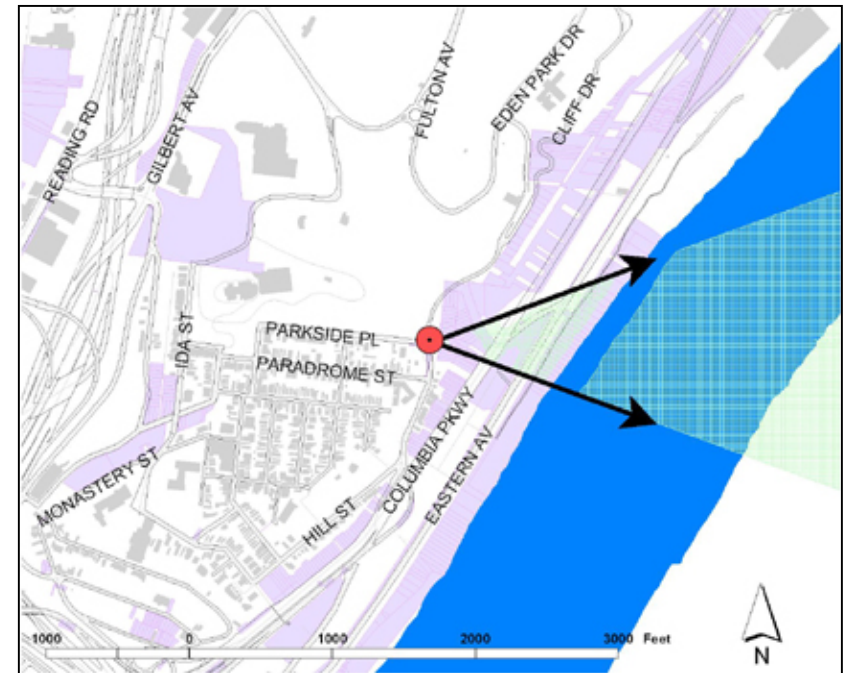 READING RD
GILBERT AV
FULTON AV
EDEN PARK DR
CLIFF DR
IDA ST
PARKSIDE PL
PARADROME ST
COLUMBIA PKWY
EASTERN AV
MONASTERY ST
HILL ST
1000 0 1000 2000 3000 Feet
N